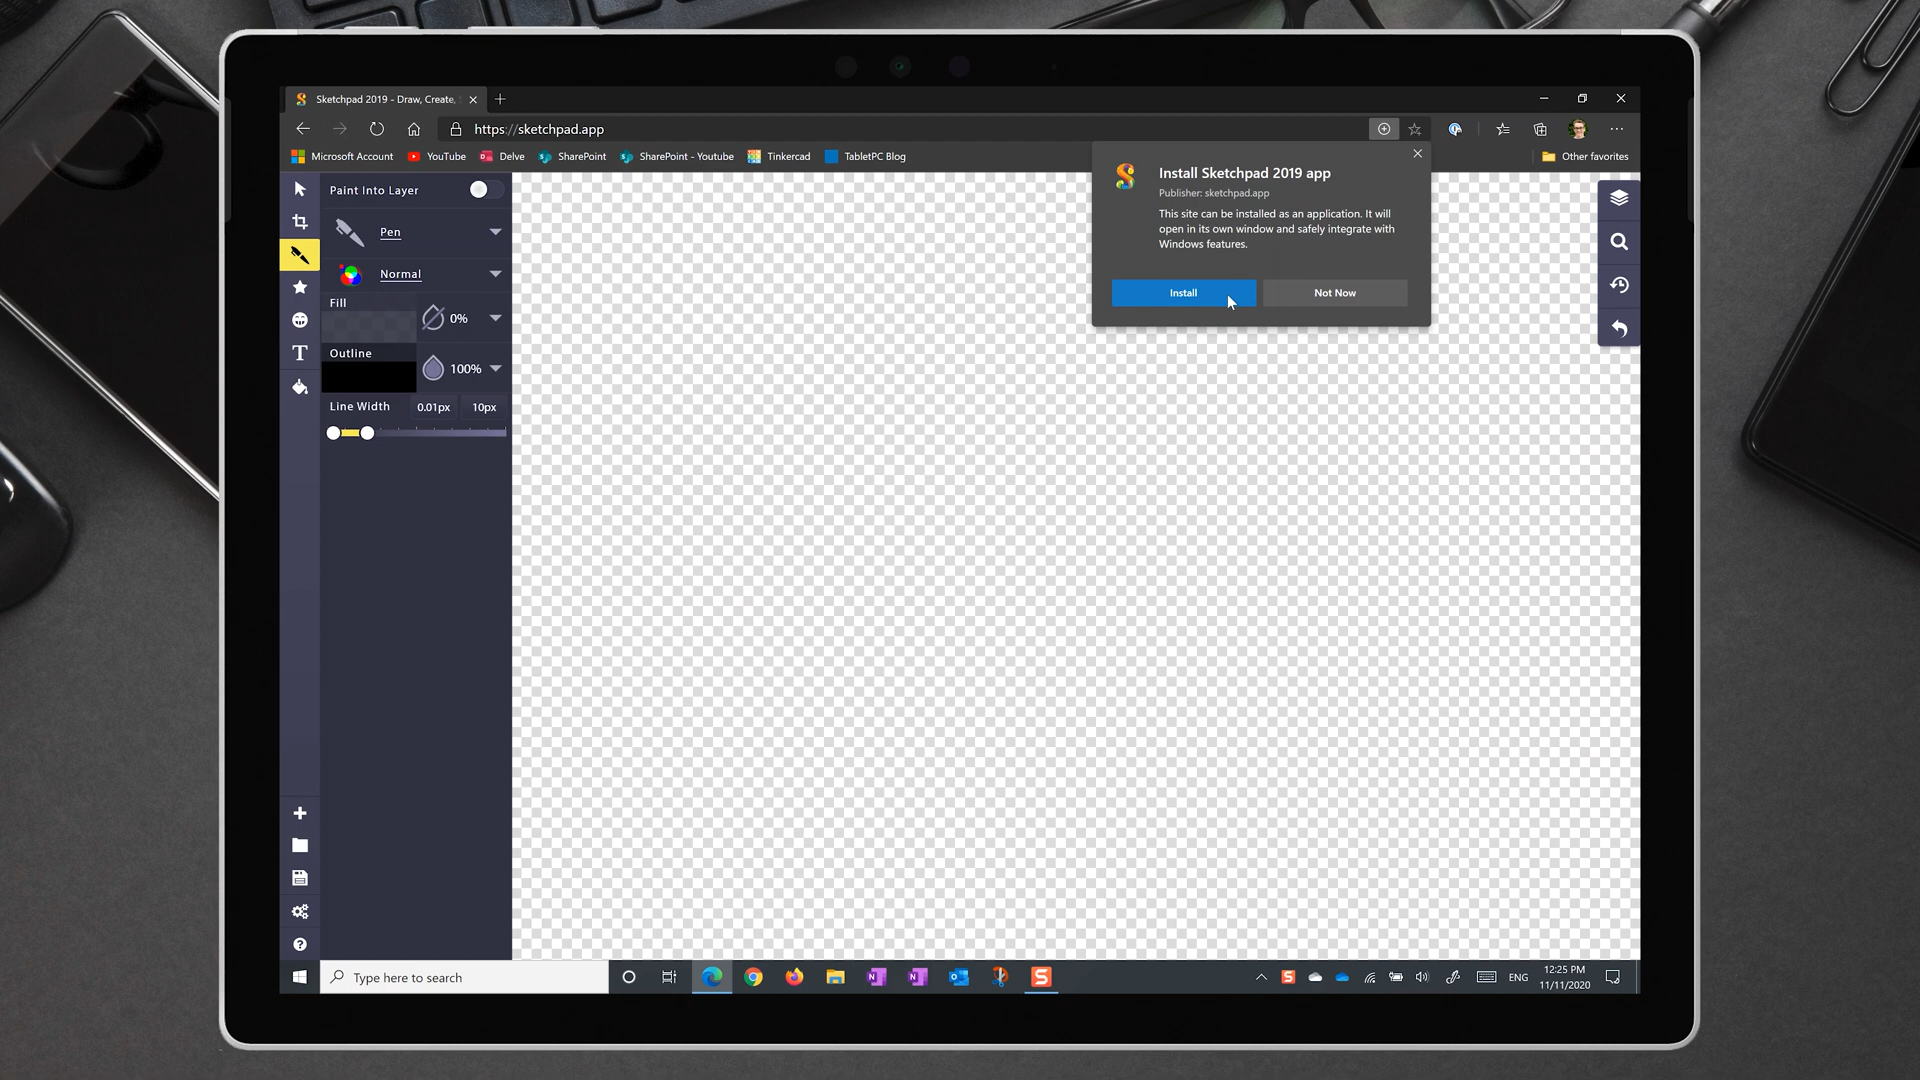 Sketchpad 2019 - Draw, Create,
https://sketchpad.app
Microsoft Account
YouTube
Delve
SharePoint
SharePoint - Youtube
Tinkercad
TabletPC Blog
Other favorites
Paint Into Layer
Pen
Normal
Fill
0%
Outline
100%
Line Width
0.01px
10px
T
Install Sketchpad 2019 app
Publisher: sketchpad.app
This site can be installed as an application. It will
open in its own window and safely integrate with
Windows features.
Install
Not Now
Type here to search
ENG
12:25 PM
11/11/2020